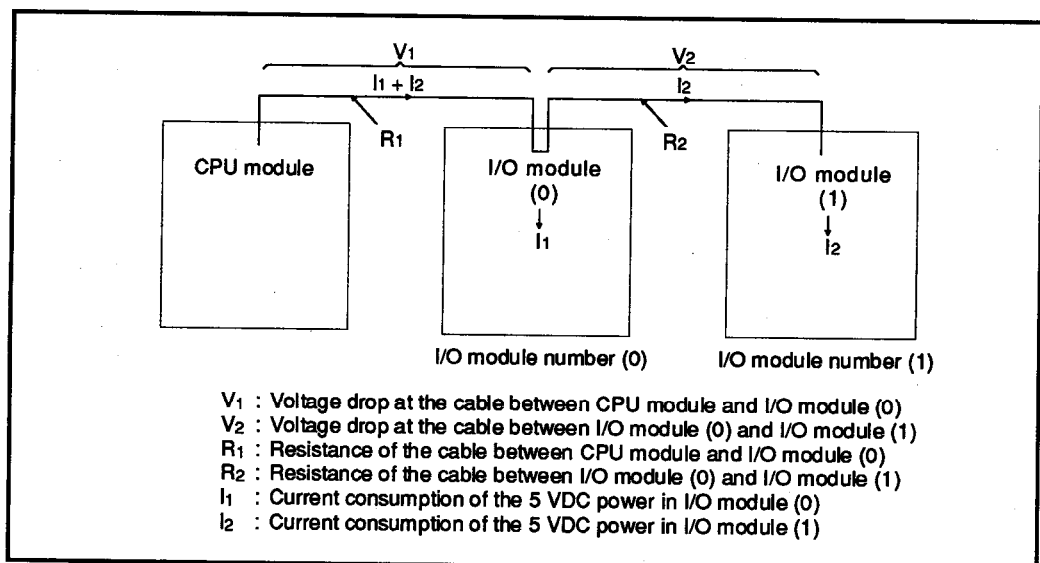 V1
V2
I1 + I2
I2
R1
R2
CPU module
I/O module
(0)
I1
I/O module
(1)
I2
I/O module number (0)
I/O module number (1)
V1 : Voltage drop at the cable between CPU module and I/O module (0)
V2 : Voltage drop at the cable between I/O module (0) and I/O module (1)
R1 : Resistance of the cable between CPU module and I/O module (0)
R2 : Resistance of the cable between I/O module (0) and I/O module (1)
I1 : Current consumption of the 5 VDC power in I/O module (0)
I2 : Current consumption of the 5 VDC power in I/O module (1)